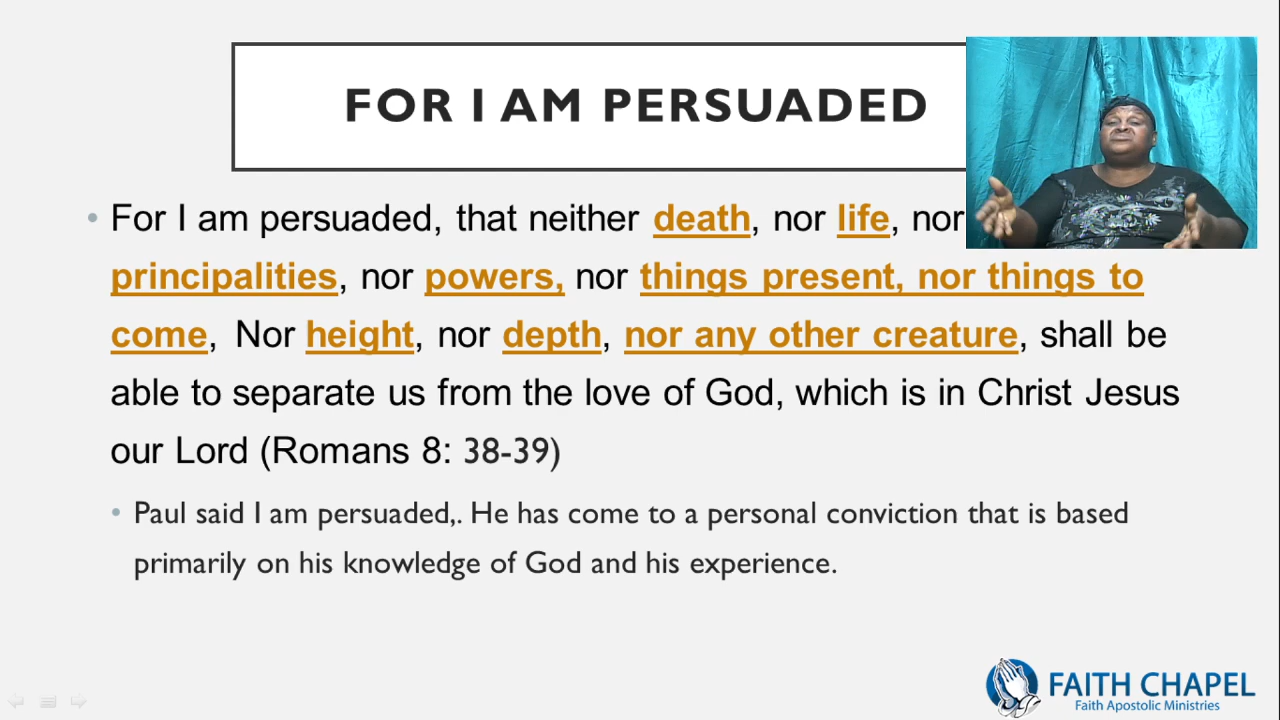 FOR I AM PERSUADED
• For I am persuaded, that neither death, nor life, nor
principalities, nor powers, nor things present, nor things to
come, Nor height, nor depth, nor any other creature, shall be
able to separate us from the love of God, which is in Christ Jesus
our Lord (Romans 8: 38-39)
• Paul said I am persuaded,. He has come to a personal conviction that is based
primarily on his knowledge of God and his experience.
FAITH CHAPEL
Faith Apostolic Ministries